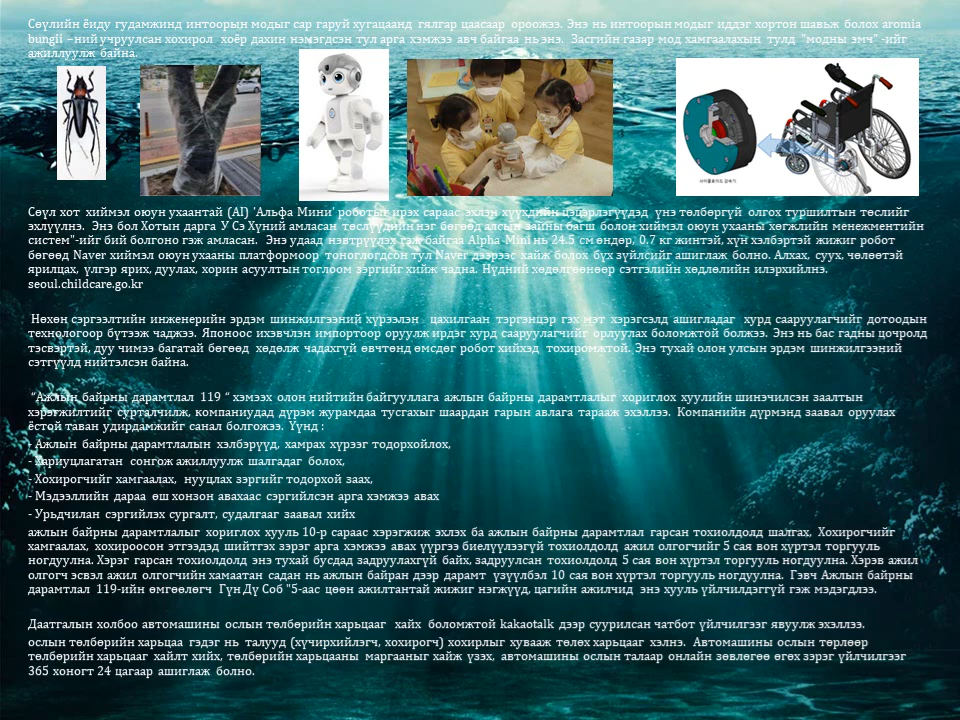 Сөүлийн ёиду гудамжинд интоорын модыг сар гаруй хугацаанд гялгар цаасаар ороожээ. Энэ нь интоорын модыг иддэг хортон шавьж болох aromia
bungii –ний учруулсан хохирол хоёр дахин нэмэгдсэн тул арга хэмжээ авч байгаа нь энэ. Засгийн газар мод хамгаалахын тулд "модны эмч" -ийг
ажиллуулж байна.
Сөүл хот хиймэл оюун ухаантай (AI) 'Альфа Мини' роботыг ирэх сараас эхлэн хүүхдийн цэцэрлэгүүдэд үнэ төлбөргүй олгох туршилтын төслийг
эхлүүлнэ. Энэ бол Хотын дарга У Сэ Хүний амласан төслүүдийн нэг бөгөөд алсын зайны багш болон хиймэл оюун ухааны хөгжлийн менежментийн
систем"-ийг бий болгоно гэж амласан. Энэ удаад нэвтрүүлэх гэж байгаа Alpha-Mini нь 24.5 см өндөр, 0.7 кг жинтэй, хүн хэлбэртэй жижиг робот
бөгөөд Naver хиймэл оюун ухааны платформоор тоноглогдсон тул Naver дээрээс хайж болох бүх зүйлсийг ашиглаж болно. Алхах, суух, чөлөөтэй
ярилцах, үлгэр ярих, дуулах, хорин асуултын тоглоом зэргийг хийж чадна. Нүдний хөдөлгөөнөөр сэтгэлийн хөдлөлийн илэрхийлнэ.
seoul.childcare.go.kr
Нөхөн сэргээлтийн инженерийн эрдэм шинжилгээний хүрээлэн цахилгаан тэргэнцэр гэх мэт хэрэгсэлд ашигладаг хурд сааруулагчийг дотоодын
технологоор бүтээж чаджээ. Японоос ихэвчлэн импортоор оруулж ирдэг хурд сааруулагчийг орлуулах боломжтой болжээ. Энэ нь бас гадны цочролд
тэсвэртэй, дуу чимээ багатай бөгөөд хөдөлж чадахгүй өвчтөнд өмсдөг робот хийхэд тохиромжтой. Энэ тухай олон улсын эрдэм шинжилгээний
сэтгүүлд нийтэлсэн байна.
"Ажлын байрны дарамтлал 119 " хэмээх олон нийтийн байгууллага ажлын байрны дарамтлалыг хориглох хуулийн шинэчилсэн заалтын
хэрэгжилтийг сурталчилж, компаниудад дүрэм журамдаа тусгахыг шаардан гарын авлага тарааж эхэллээ. Компанийн дүрмэнд заавал оруулах
ёстой таван удирдамжийг санал болгожээ. Үүнд :
- Ажлын байрны дарамтлалын хэлбэрүүд, хамрах хүрээг тодорхойлох,
- Хариуцлагатан сонгож ажиллуулж шалгадаг болох,
- Хохирогчийг хамгаалах, нууцлах зэргийг тодорхой заах,
- Мэдээллийн дараа өш хонзон авахаас сэргийлсэн арга хэмжээ авах
- Урьдчилан сэргийлэх сургалт, судалгааг заавал хийх
ажлын байрны дарамтлалыг хориглох хууль 10-р сараас хэрэгжиж эхлэх ба ажлын байрны дарамтлал гарсан тохиолдолд шалгах, Хохирогчийг
хамгаалах, хохироосон этгээдэд шийтгэх зэрэг арга хэмжээ авах үүргээ биелүүлээгүй тохиолдолд ажил олгогчийг 5 сая вон хүртэл торгууль
ногдуулна. Хэрэг гарсан тохиолдолд энэ тухай бусдад задруулахгүй байх, задруулсан тохиолдолд 5 сая вон хүртэл торгууль ногдуулна. Хэрэв ажил
олгогч эсвэл ажил олгогчийн хамаатан садан нь ажлын байран дээр дарамт үзүүлбэл 10 сая вон хүртэл торгууль ногдуулна. Гэвч Ажлын байрны
дарамтлал 119-ийн өмгөөлөгч Гүн Дү Соб "5-аас цөөн ажилтантай жижиг нэгжүүд, цагийн ажилчид энэ хууль үйлчилдэггүй гэж мэдэгдлээ.
Даатгалын холбоо автомашины ослын төлбөрийн харьцааг хайх боломжтой kakaotalk дээр суурилсан чатбот үйлчилгээг явуулж эхэллээ.
ослын төлбөрийн харьцаа гэдэг нь талууд (хүчирхийлэгч, хохирогч) хохирлыг хувааж төлөх харьцааг хэлнэ. Автомашины ослын төрлөөр
төлбөрийн харьцааг хайлт хийх, төлбөрийн харьцааны маргааныг хайж үзэх, автомашины ослын талаар онлайн зөвлөгөө өгөх зэрэг үйлчилгээг
365 хоногт 24 цагаар ашиглаж болно.